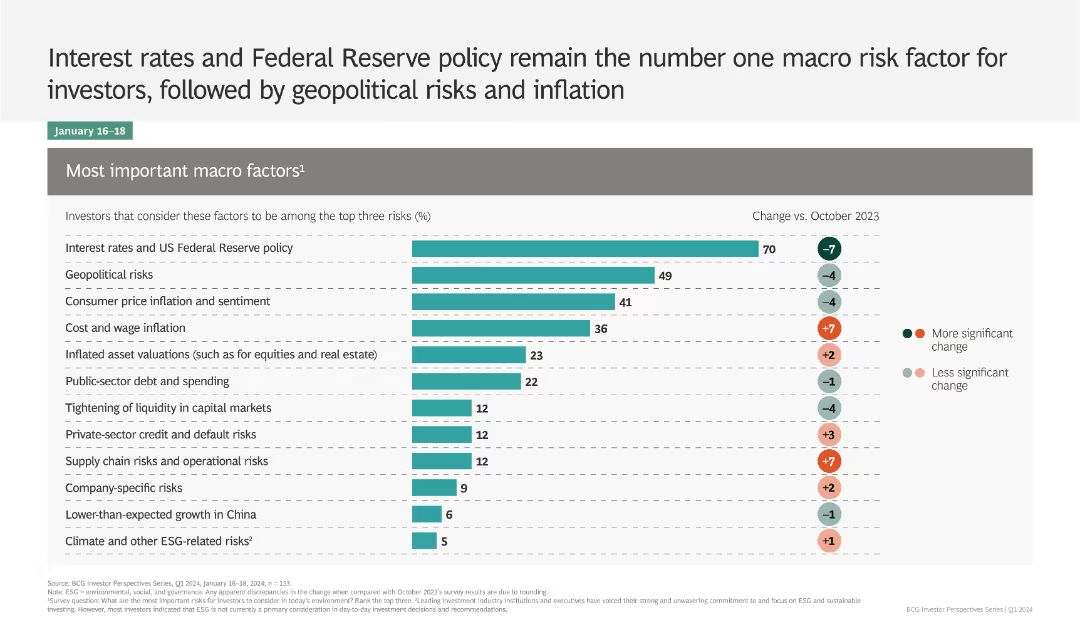 Interest rates and Federal Reserve policy remain the number one macro risk factor for
investors, followed by geopolitical risks and inflation
January 16–18
Most important macro factors¹
Investors that consider these factors to be among the top three risks (%)
Change vs. October 2023
Interest rates and US Federal Reserve policy 70 –7
Geopolitical risks 49 –4
Consumer price inflation and sentiment 41 –4
Cost and wage inflation 36 +7
Inflated asset valuations (such as for equities and real estate) 23 +2
Public-sector debt and spending 22 –1
Tightening of liquidity in capital markets 12 –4
Private-sector credit and default risks 12 +3
Supply chain risks and operational risks 12 +7
Company-specific risks 9 +2
Lower-than-expected growth in China 6 –1
Climate and other ESG-related risks² 5 +1
More significant
change
Less significant
change
Source: BCG Investor Perspectives Series, Q1 2024, January 16–18, 2024; n = 153.
Note: ESG = environmental, social, and governance. Any apparent discrepancies in the change when compared with October 2023's survey results are due to rounding.
¹Survey question: What are the most important risks for investors to consider in today's environment? Rank the top three. ²Leading investment industry institutions and executives have voiced their strong and unwavering commitment to and focus on ESG and sustainable
investing. However, most investors indicated that ESG is not currently a primary consideration in day-to-day investment decisions and recommendations.
BCG Investor Perspectives Series | Q1 2024